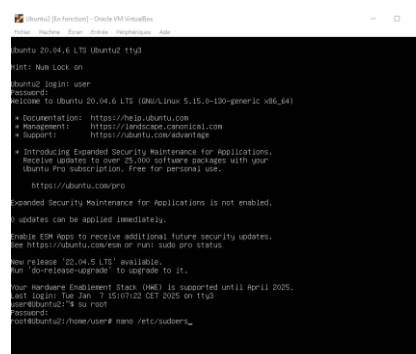 Ubuntu2 [En fonction] - Oracle VM VirtualBox
Fichier Machine Écran Entrée Périphériques Aide
Ubuntu 20.04.6 LTS Ubuntu2 tty3
Hint: Num Lock on
Ubuntu2 login: user
Password:
Welcome to Ubuntu 20.04.6 LTS (GNU/Linux 5.15.0-130-generic x86_64)
* Documentation: https://help.ubuntu.com
* Management: https://landscape.canonical.com
* Support: https://ubuntu.com/advantage
* Introducing Expanded Security Maintenance for Applications.
Receive updates to over 25,000 software packages with your
Ubuntu Pro subscription. Free for personal use.
https://ubuntu.com/pro
Expanded Security Maintenance for Applications is not enabled.
0 updates can be applied immediately.
Enable ESM Apps to receive additional future security updates.
See https://ubuntu.com/esm or run: sudo pro status
New release '22.04.5 LTS' available.
Run 'do-release-upgrade' to upgrade to it.
Your Hardware Enablement Stack (HWE) is supported until April 2025.
Last login: Tue Jan 7 15:07:22 CET 2025 on tty3
user@Ubuntu2:~$ su root
Password:
root@Ubuntu2:/home/user# nano /etc/sudoers_